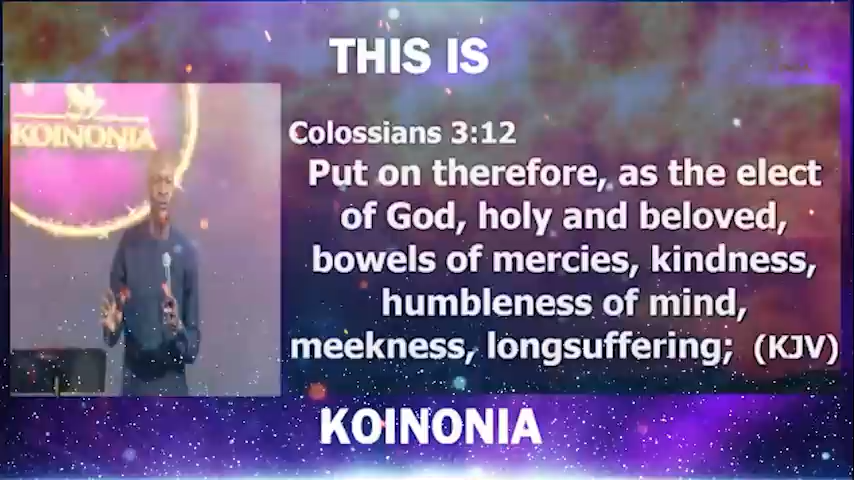 THIS IS
KOINONIA
Colossians 3:12
Put on therefore, as the elect
of God, holy and beloved,
bowels of mercies, kindness,
humbleness of mind,
meekness, longsuffering; (KJV)
KOINONIA